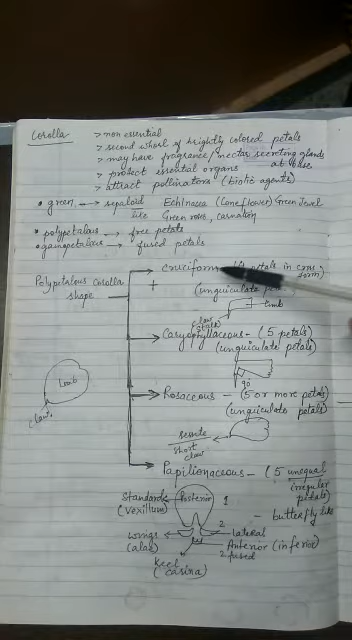 Corolla
> non essential
> second whorl of brightly colored petals
> may have fragrance/nectar secreting glands
at base
> protect essential organs
> attract pollinators (biotic agents)
• green → sepaloid Echinacea (Coneflower) Green Jewel
like Green rose, carnation
• polypetalous → free petals
• gamopetalous → fused petals
Polypetalous corolla
shape
cruciform petals in cross
form)
(unguiculate
limb
claw
Caryophyllaceous - (5 petals)
(unguiculate petals)
90°
Limb
claw
Rosaceous - (5 or more petals)
(unguiculate petals)
short
claw
Papilionaceous - (5 unequal
irregular
petals)
- butterfly like
Standard
(vexillum)
Posterior 1
2
Wings
(alae)
Lateral
Anterior (inferior)
2 fused
Keel
(carina)